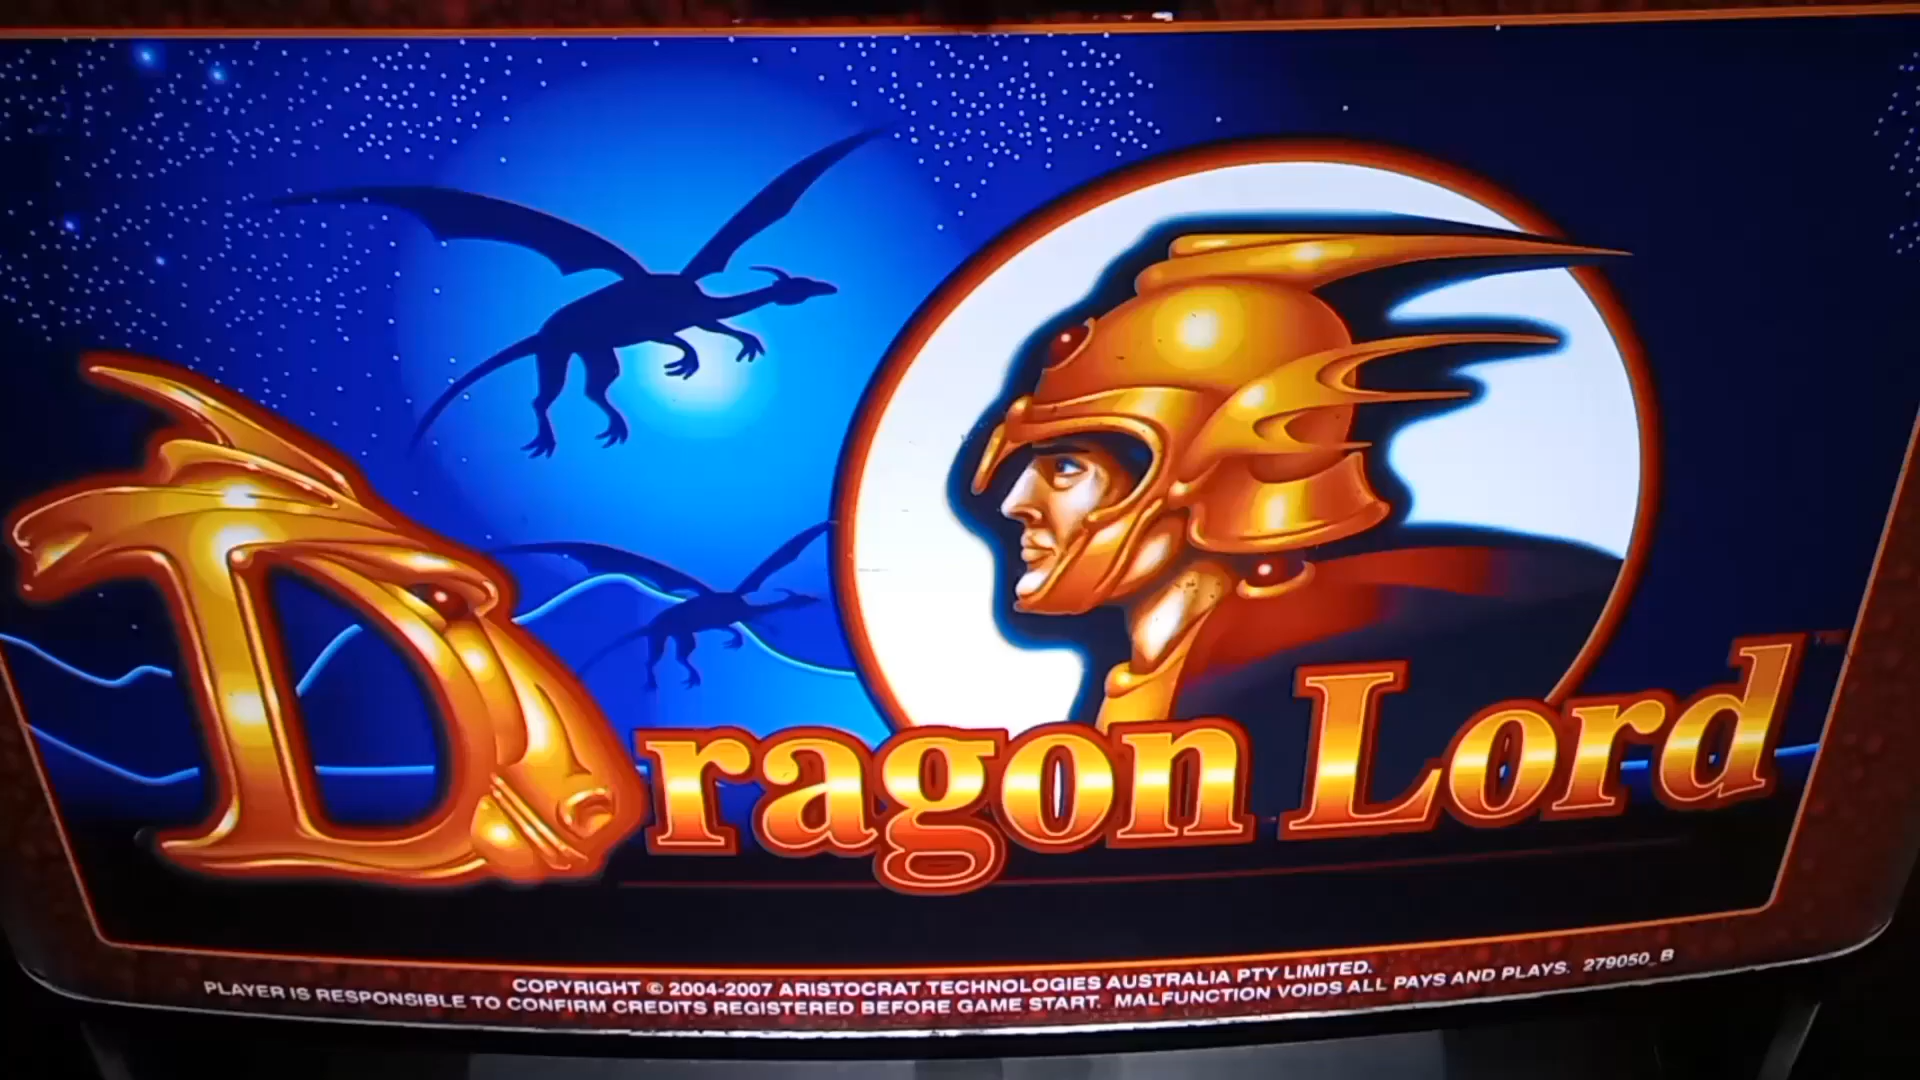 Dragon Lord
COPYRIGHT © 2004-2007 ARISTOCRAT TECHNOLOGIES AUSTRALIA PTY LIMITED.
PLAYER IS RESPONSIBLE TO CONFIRM CREDITS REGISTERED BEFORE GAME START. MALFUNCTION VOIDS ALL PAYS AND PLAYS. 279050_B